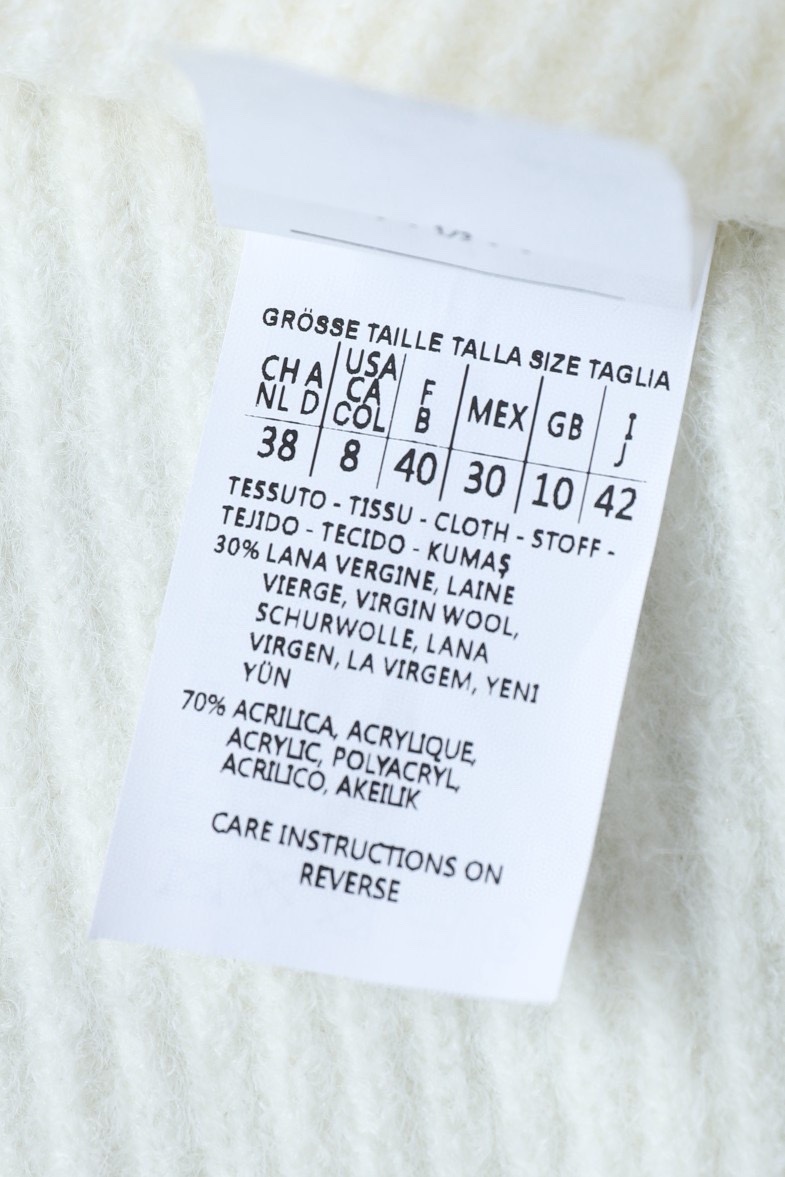 GRÖSSE TAILLE TALLA SIZE TAGLIA
CH A USA F MEX GB I
NL D CA B J
COL
38 8 40 30 10 42
TESSUTO - TISSU - CLOTH - STOFF -
TEJIDO - TECIDO - KUMAŞ
30% LANA VERGINE, LAINE
VIERGE, VIRGIN WOOL,
SCHURWOLLE, LANA
VIRGEN, LA VIRGEM, YENI
YÜN
70% ACRILICA, ACRYLIQUE,
ACRYLIC, POLYACRYL,
ACRILICO, AKEILIK
CARE INSTRUCTIONS ON
REVERSE